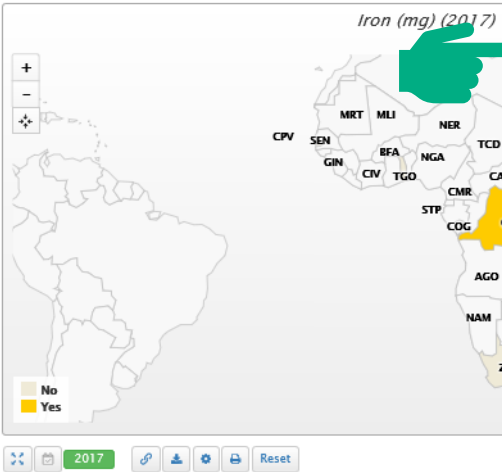 Iron (mg) (2017)
+
−
MRT MLI
NER
CPV SEN
TCD
BFA
GIN NGA
CIV TGO
CA
CMR
STP
COG
AGO
NAM
No
Yes
2017 Reset